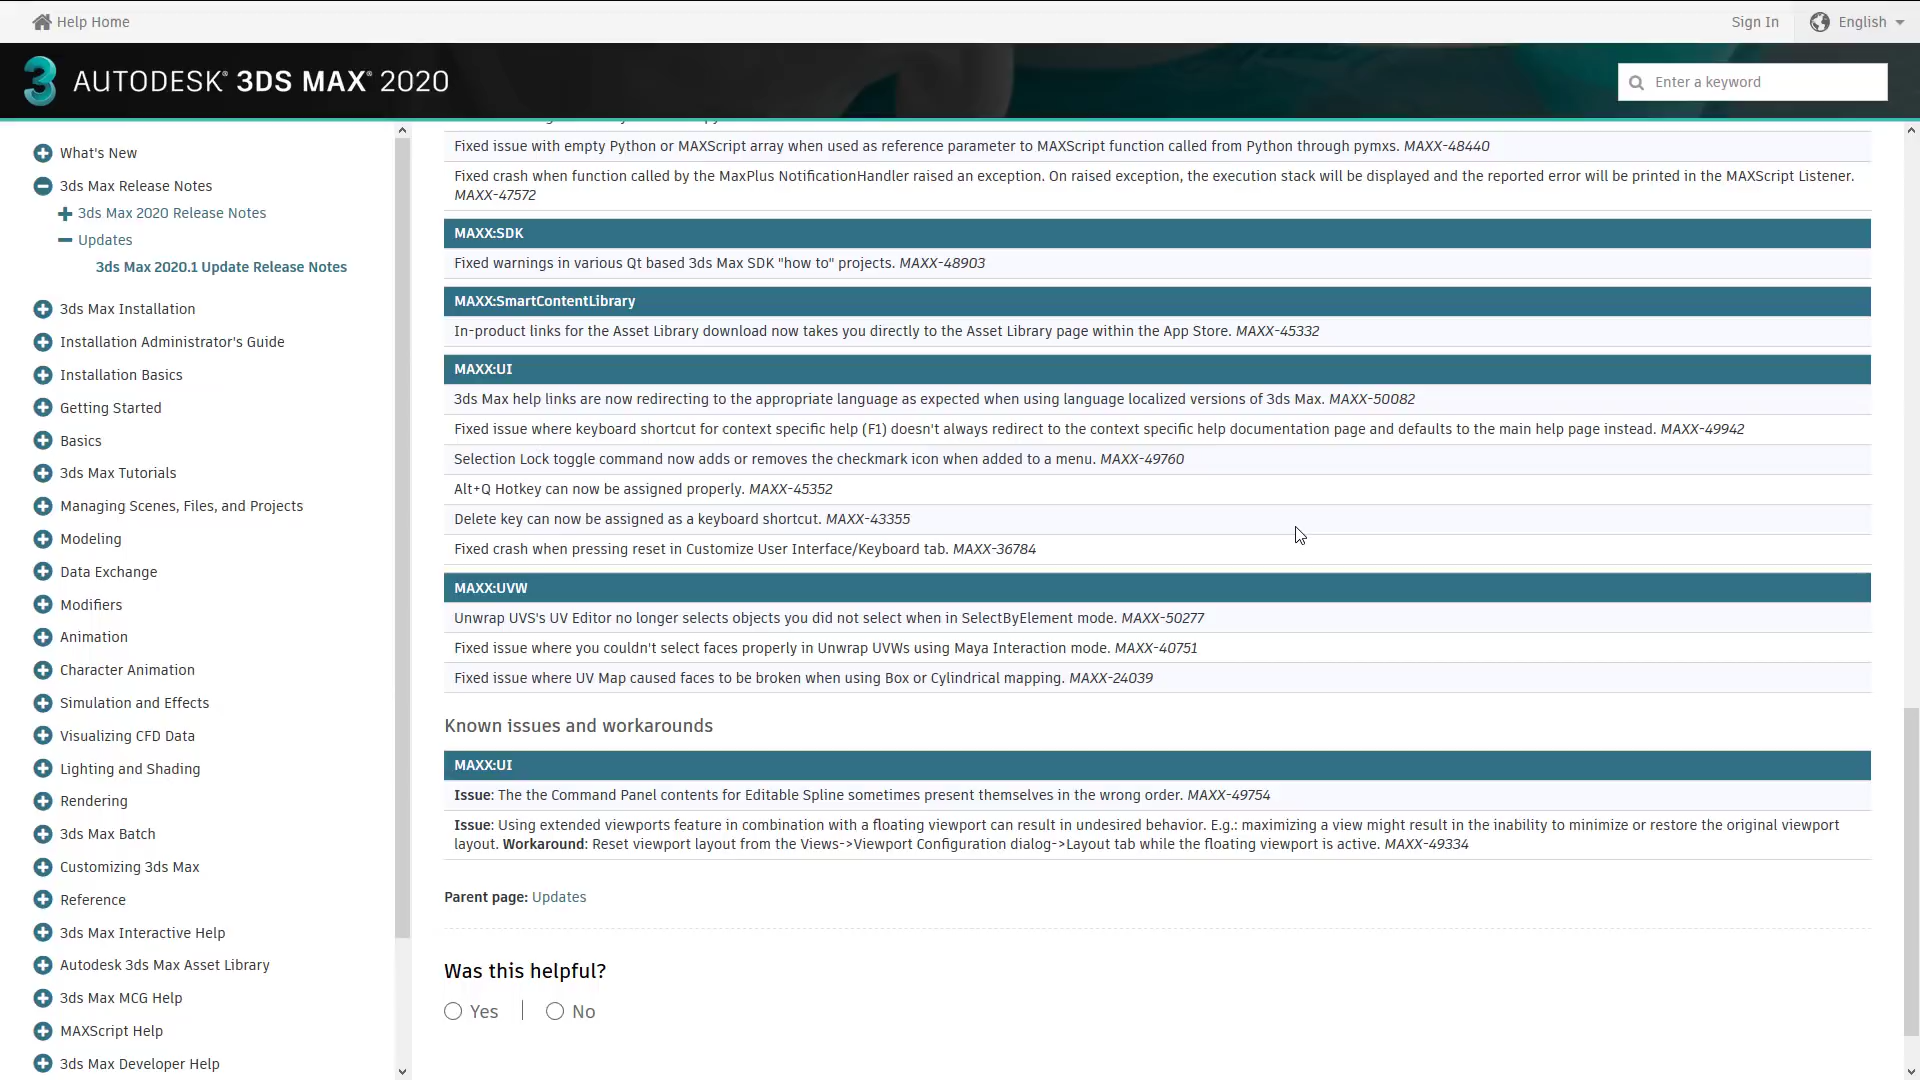 Help Home
Sign In
English
AUTODESK® 3DS MAX® 2020
Enter a keyword
What's New
3ds Max Release Notes
3ds Max 2020 Release Notes
Updates
3ds Max 2020.1 Update Release Notes
3ds Max Installation
Installation Administrator's Guide
Installation Basics
Getting Started
Basics
3ds Max Tutorials
Managing Scenes, Files, and Projects
Modeling
Data Exchange
Modifiers
Animation
Character Animation
Simulation and Effects
Visualizing CFD Data
Lighting and Shading
Rendering
3ds Max Batch
Customizing 3ds Max
Reference
3ds Max Interactive Help
Autodesk 3ds Max Asset Library
3ds Max MCG Help
MAXScript Help
3ds Max Developer Help
Fixed issue with empty Python or MAXScript array when used as reference parameter to MAXScript function called from Python through pymxs. MAXX-48440
Fixed crash when function called by the MaxPlus NotificationHandler raised an exception. On raised exception, the execution stack will be displayed and the reported error will be printed in the MAXScript Listener.
MAXX-47572
MAXX:SDK
Fixed warnings in various Qt based 3ds Max SDK "how to" projects. MAXX-48903
MAXX:SmartContentLibrary
In-product links for the Asset Library download now takes you directly to the Asset Library page within the App Store. MAXX-45332
MAXX:UI
3ds Max help links are now redirecting to the appropriate language as expected when using language localized versions of 3ds Max. MAXX-50082
Fixed issue where keyboard shortcut for context specific help (F1) doesn't always redirect to the context specific help documentation page and defaults to the main help page instead. MAXX-49942
Selection Lock toggle command now adds or removes the checkmark icon when added to a menu. MAXX-49760
Alt+Q Hotkey can now be assigned properly. MAXX-45352
Delete key can now be assigned as a keyboard shortcut. MAXX-43355
Fixed crash when pressing reset in Customize User Interface/Keyboard tab. MAXX-36784
MAXX:UVW
Unwrap UVS's UV Editor no longer selects objects you did not select when in SelectByElement mode. MAXX-50277
Fixed issue where you couldn't select faces properly in Unwrap UVWs using Maya Interaction mode. MAXX-40751
Fixed issue where UV Map caused faces to be broken when using Box or Cylindrical mapping. MAXX-24039
Known issues and workarounds
MAXX:UI
Issue: The the Command Panel contents for Editable Spline sometimes present themselves in the wrong order. MAXX-49754
Issue: Using extended viewports feature in combination with a floating viewport can result in undesired behavior. E.g.: maximizing a view might result in the inability to minimize or restore the original viewport
layout. Workaround: Reset viewport layout from the Views->Viewport Configuration dialog->Layout tab while the floating viewport is active. MAXX-49334
Parent page: Updates
Was this helpful?
Yes | No